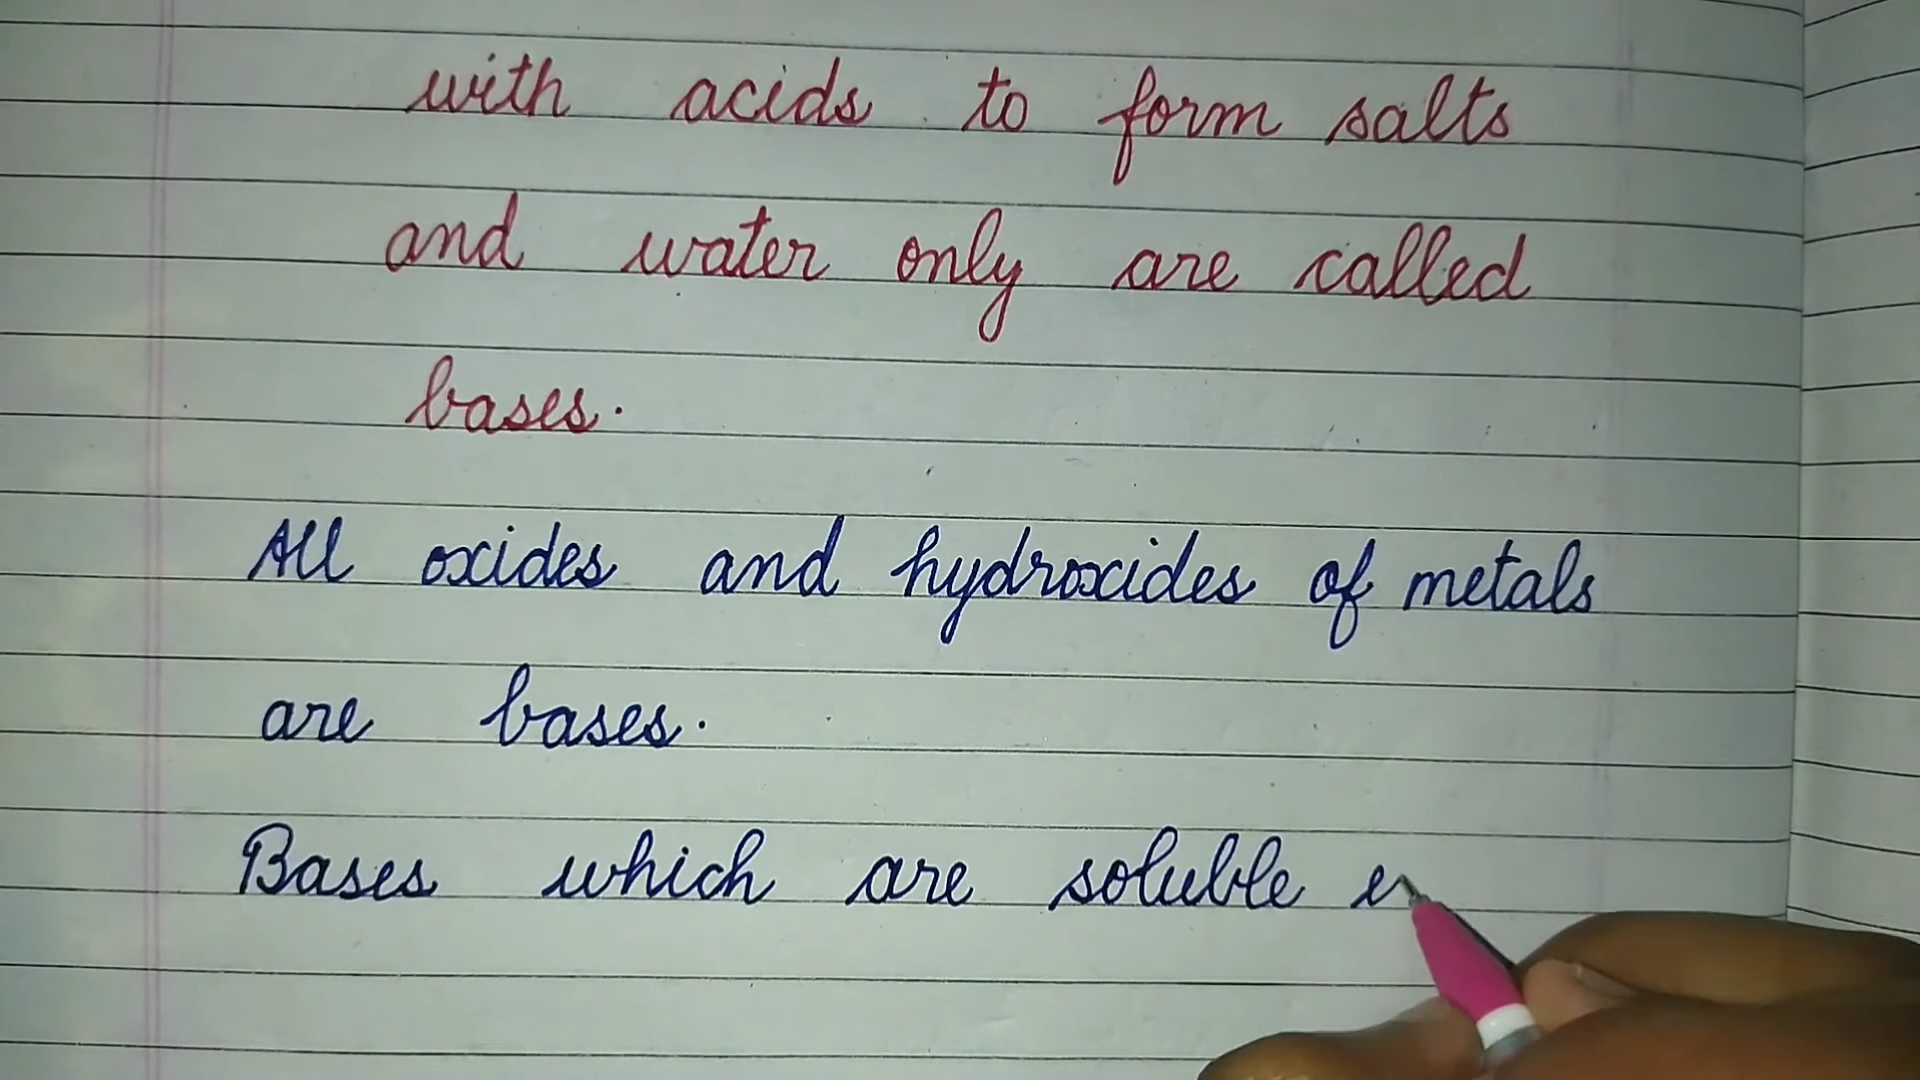 with acids to form salts
and water only are called
bases.
All oxides and hydroxides of metals
are bases.
Bases which are soluble